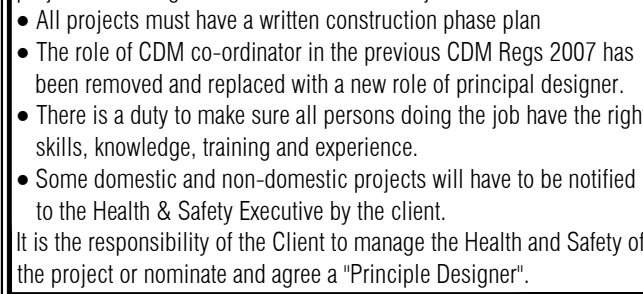 • All projects must have a written construction phase plan
• The role of CDM co-ordinator in the previous CDM Regs 2007 has
been removed and replaced with a new role of principal designer.
• There is a duty to make sure all persons doing the job have the righ
skills, knowledge, training and experience.
• Some domestic and non-domestic projects will have to be notified
to the Health & Safety Executive by the client.
It is the responsibility of the Client to manage the Health and Safety of
the project or nominate and agree a "Principle Designer".